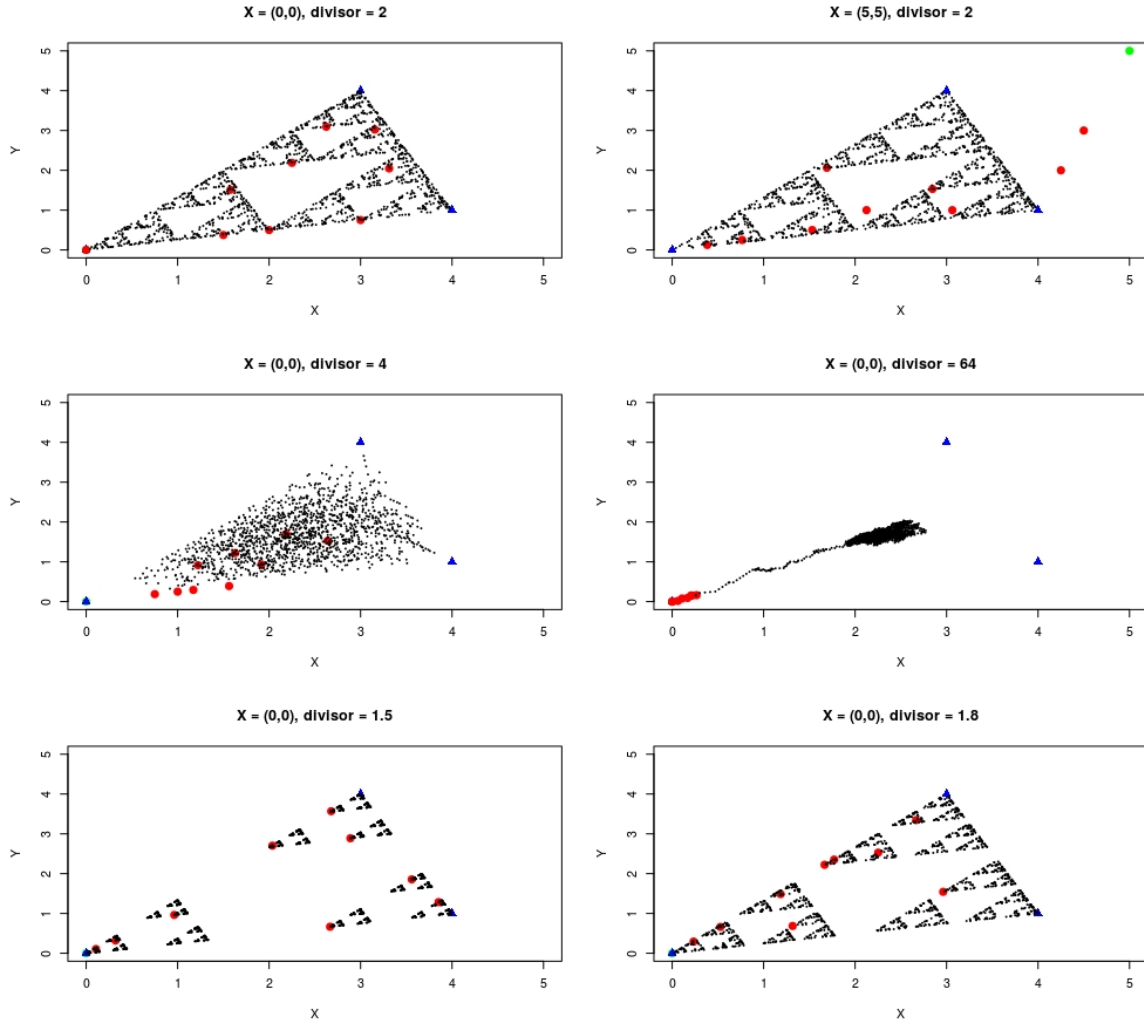 X = (0,0), divisor = 2
5
4
3
2
1
0
Y
0 1 2 3 4 5
X
X = (5,5), divisor = 2
5
4
3
2
1
0
Y
0 1 2 3 4 5
X
X = (0,0), divisor = 4
5
4
3
2
1
0
Y
0 1 2 3 4 5
X
X = (0,0), divisor = 64
5
4
3
2
1
0
Y
0 1 2 3 4 5
X
X = (0,0), divisor = 1.5
5
4
3
2
1
0
Y
0 1 2 3 4 5
X
X = (0,0), divisor = 1.8
5
4
3
2
1
0
Y
0 1 2 3 4 5
X